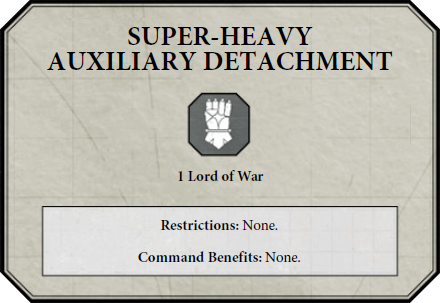 SUPER-HEAVY
AUXILIARY DETACHMENT
1 Lord of War
Restrictions: None.
Command Benefits: None.